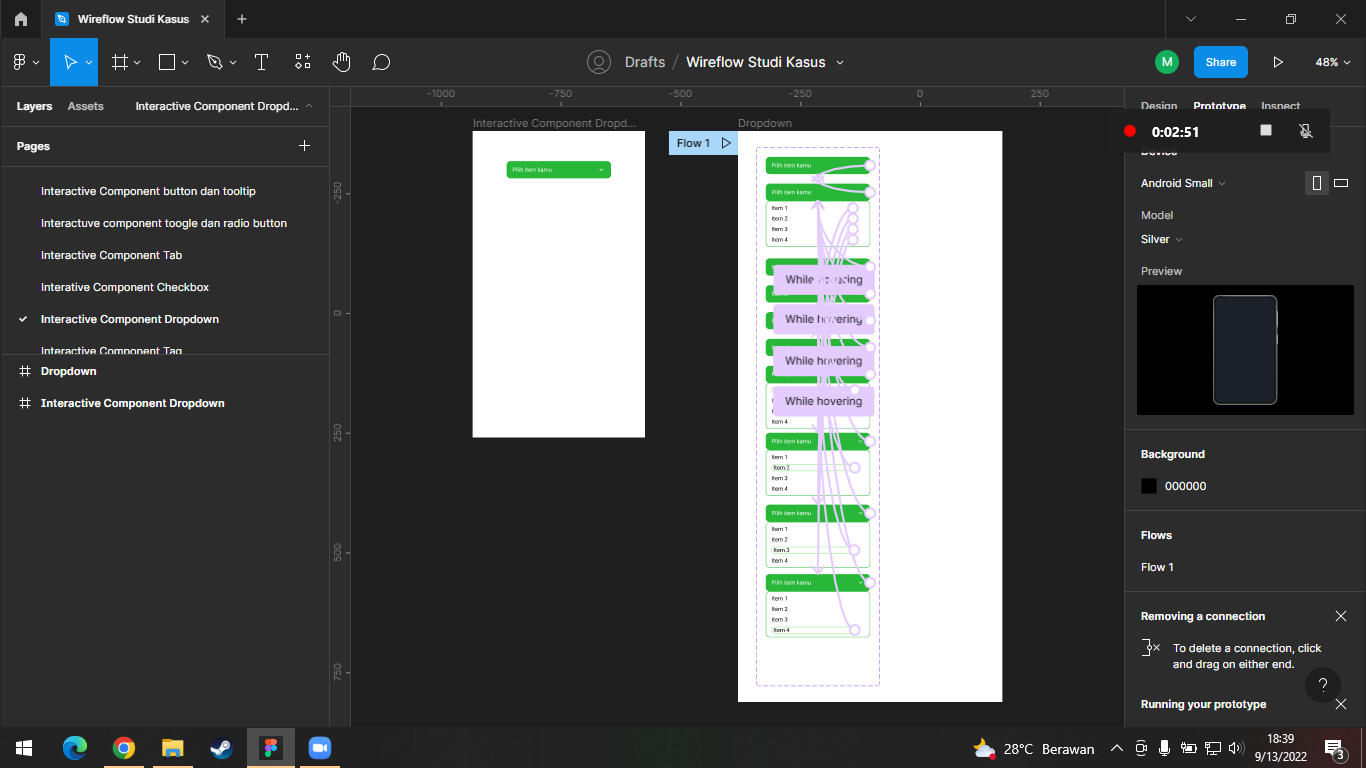 Wireflow Studi Kasus
Drafts / Wireflow Studi Kasus
M
Share
48%
Layers
Assets
Interactive Component Dropd...
Pages
Interactive Component button dan tooltip
Interactuve component toogle dan radio button
Interactive Component Tab
Interative Component Checkbox
Interactive Component Dropdown
Interactive Component Tag
Dropdown
Interactive Component Dropdown
-1000
-750
-500
-250
0
250
-250
0
250
500
750
Interactive Component Dropd...
Pilih item kamu
Flow 1
Dropdown
Pilih item kamu
Pilih item kamu
Item 1
Item 2
Item 3
Item 4
While hovering
While hovering
While hovering
While hovering
Item 4
Pilih item kamu
Item 1
Item 2
Item 3
Item 4
Pilih item kamu
Item 1
Item 2
Item 3
Item 4
Pilih item kamu
Item 1
Item 2
Item 3
Item 4
Design
Prototype
Inspect
0:02:51
Device
Android Small
Model
Silver
Preview
Background
000000
Flows
Flow 1
Removing a connection
To delete a connection, click
and drag on either end.
?
Running your prototype
28°C Berawan
18:39
9/13/2022
3